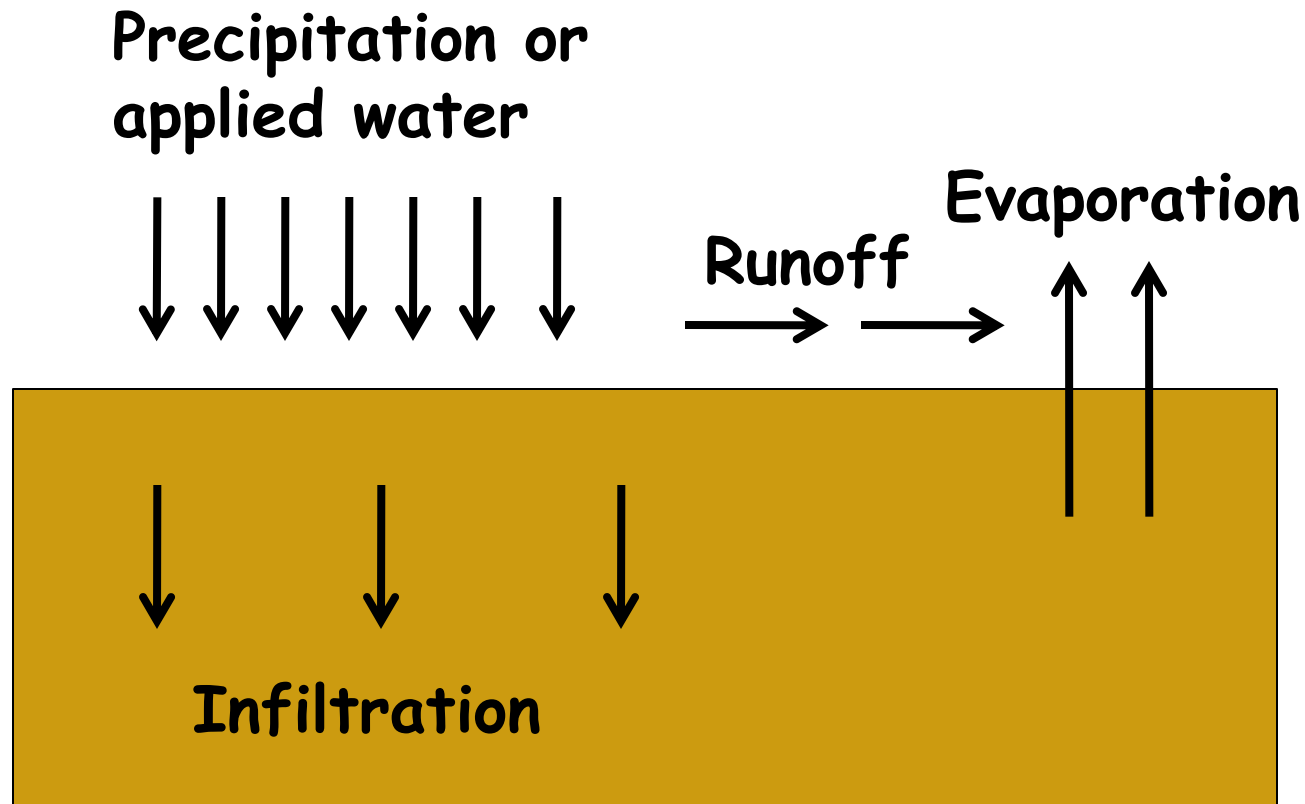 Precipitation or
applied water
Evaporation
Runoff
Infiltration